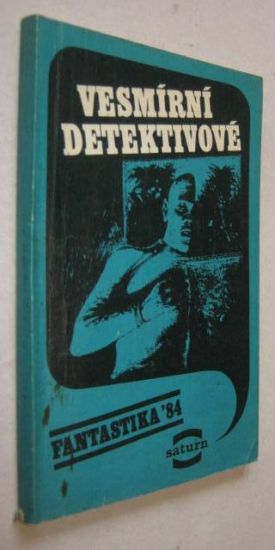 VESMÍRNÍ
DETEKTIVOVÉ
FANTASTIKA '84
saturn